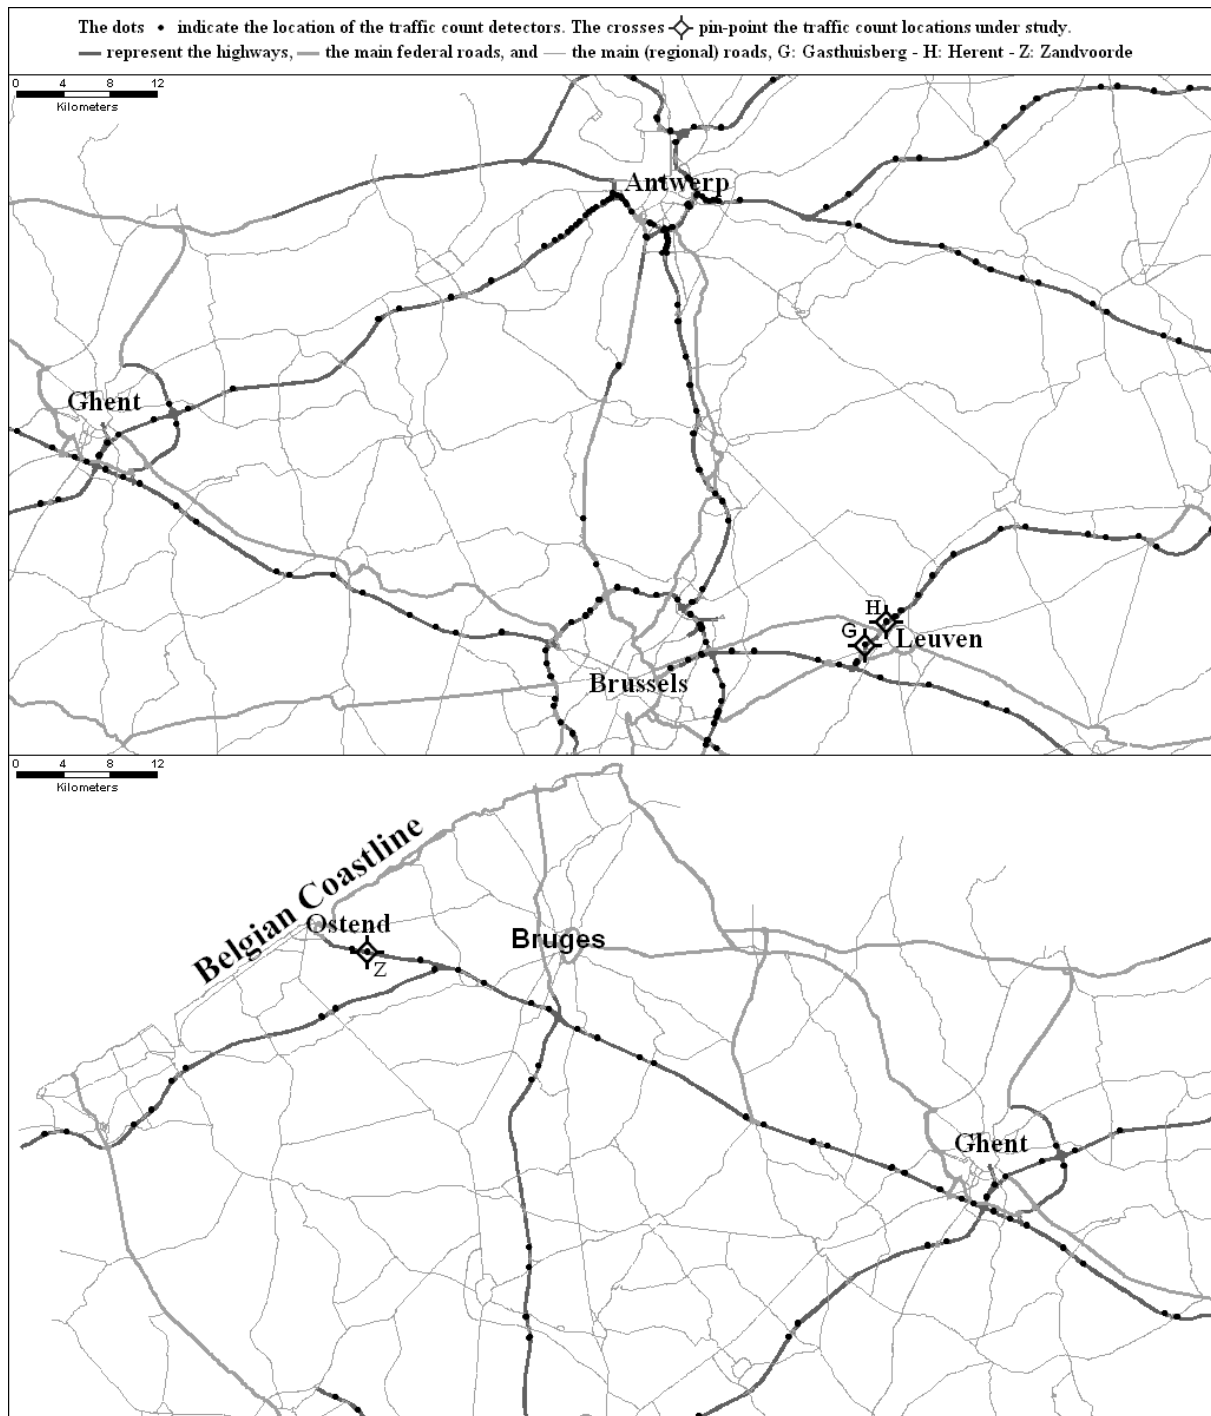 The dots • indicate the location of the traffic count detectors. The crosses pin-point the traffic count locations under study.
represent the highways, the main federal roads, and the main (regional) roads, G: Gasthuisberg - H: Herent - Z: Zandvoorde
0 4 8 12
Kilometers
Antwerp
Ghent
H
G
Leuven
Brussels
0 4 8 12
Kilometers
Belgian Coastline
Ostend
Bruges
Z
Ghent